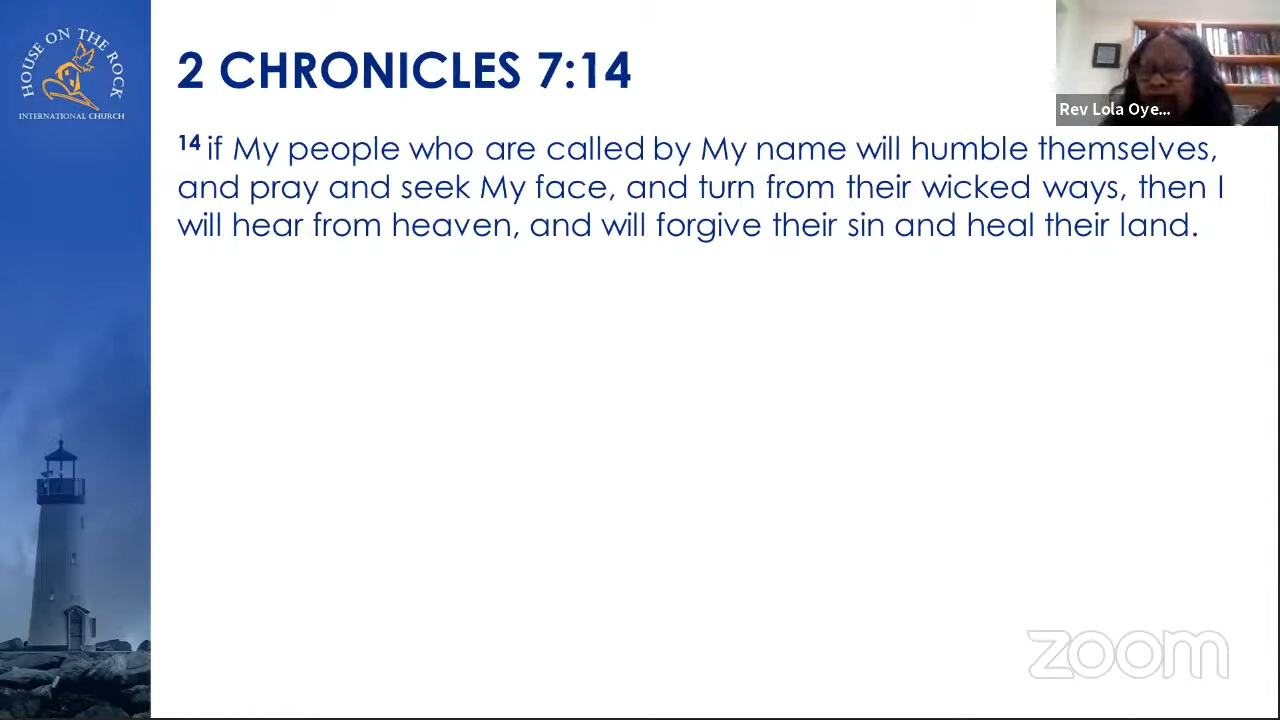 HOUSE ON THE ROCK
INTERNATIONAL CHURCH
2 CHRONICLES 7:14
Rev Lola Oye...
14 if My people who are called by My name will humble themselves,
and pray and seek My face, and turn from their wicked ways, then I
will hear from heaven, and will forgive their sin and heal their land.
zoom